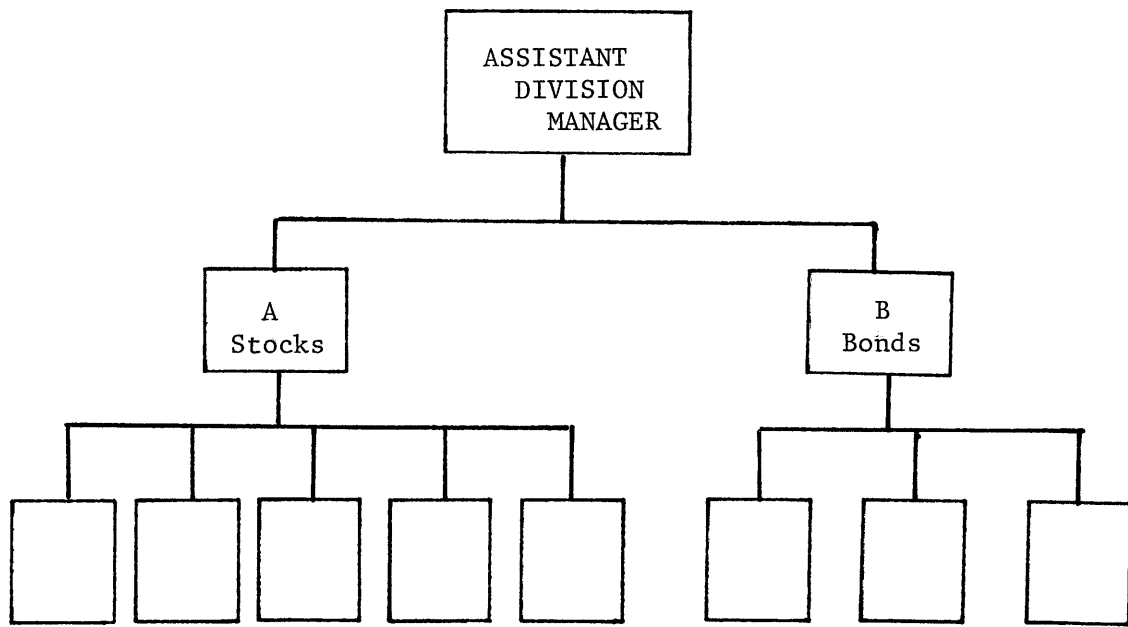 ASSISTANT
DIVISION
MANAGER
A
Stocks
B
Bonds